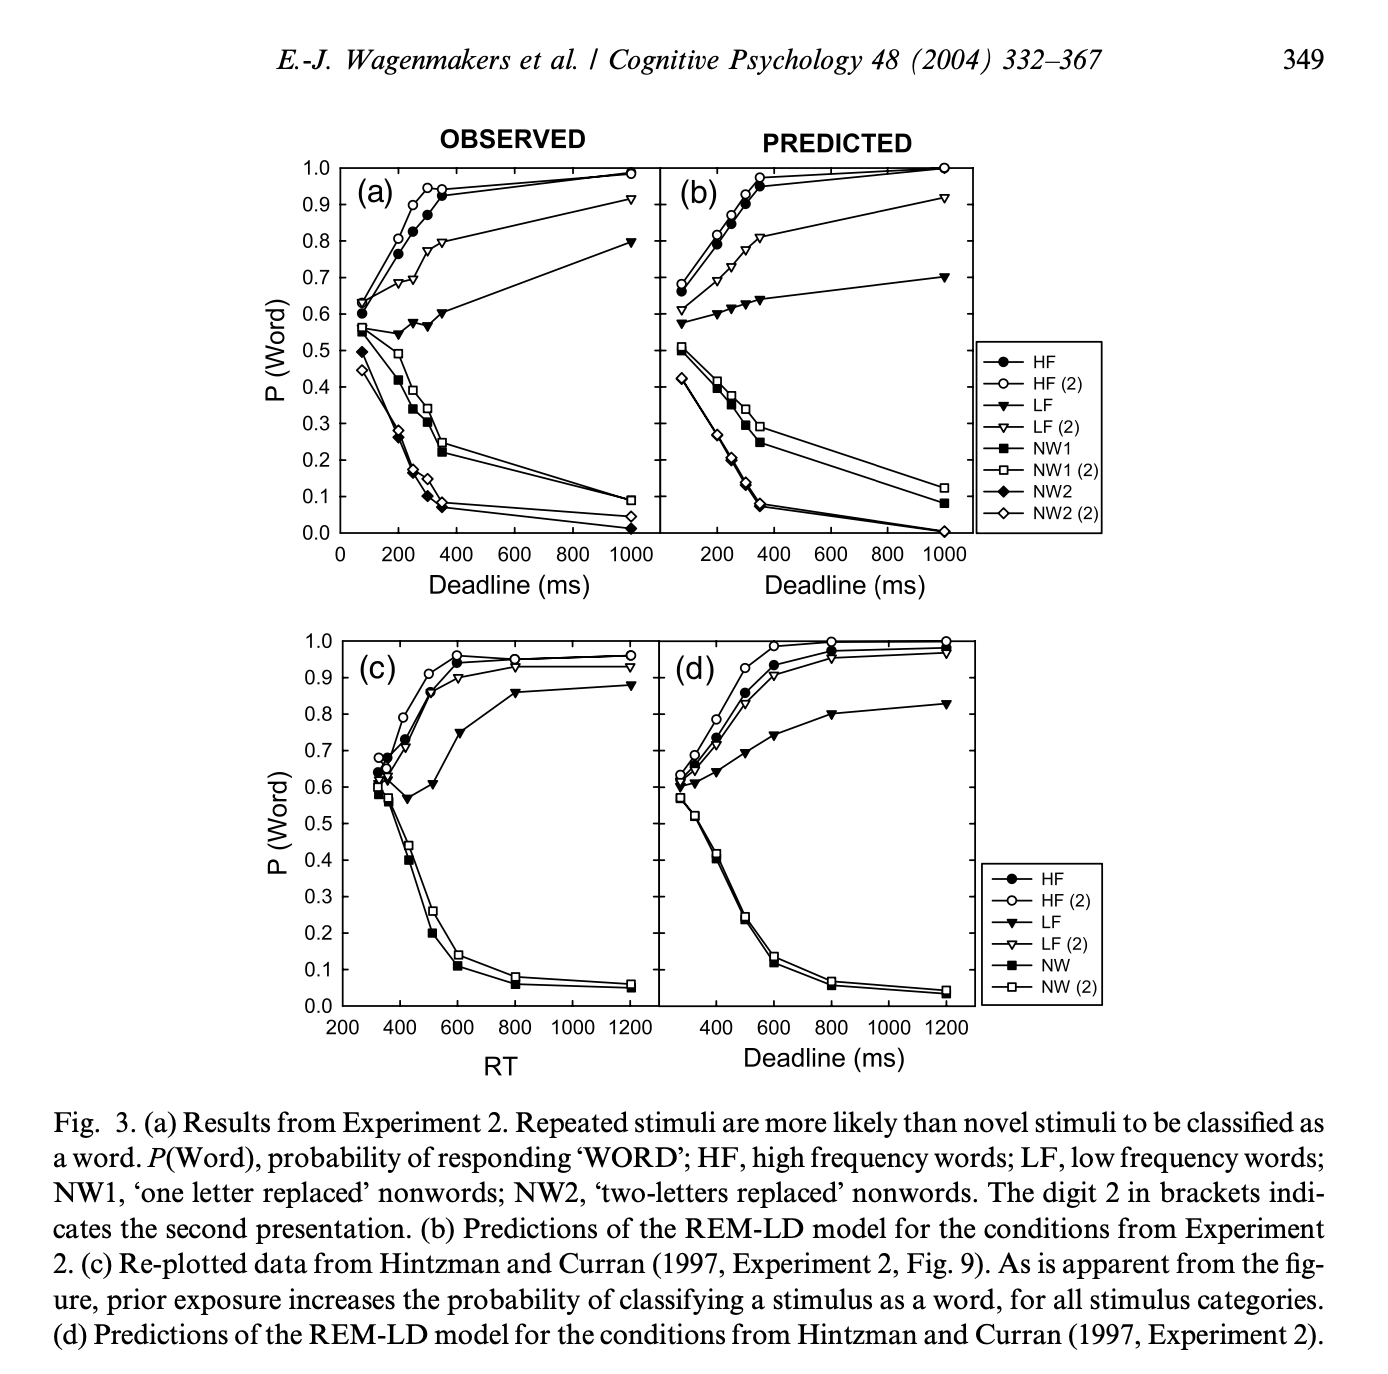 E.-J. Wagenmakers et al. / Cognitive Psychology 48 (2004) 332–367 349
OBSERVED PREDICTED
(a) (b)
1.0
0.9
0.8
0.7
0.6
0.5
0.4
0.3
0.2
0.1
0.0
P (Word)
0 200 400 600 800 1000 200 400 600 800 1000
Deadline (ms) Deadline (ms)
HF
HF (2)
LF
LF (2)
NW1
NW1 (2)
NW2
NW2 (2)
(c) (d)
1.0
0.9
0.8
0.7
0.6
0.5
0.4
0.3
0.2
0.1
0.0
P (Word)
200 400 600 800 1000 1200 400 600 800 1000 1200
RT Deadline (ms)
HF
HF (2)
LF
LF (2)
NW
NW (2)
Fig. 3. (a) Results from Experiment 2. Repeated stimuli are more likely than novel stimuli to be classified as
a word. P(Word), probability of responding ‘WORD’; HF, high frequency words; LF, low frequency words;
NW1, ‘one letter replaced’ nonwords; NW2, ‘two-letters replaced’ nonwords. The digit 2 in brackets indi-
cates the second presentation. (b) Predictions of the REM-LD model for the conditions from Experiment
2. (c) Re-plotted data from Hintzman and Curran (1997, Experiment 2, Fig. 9). As is apparent from the fig-
ure, prior exposure increases the probability of classifying a stimulus as a word, for all stimulus categories.
(d) Predictions of the REM-LD model for the conditions from Hintzman and Curran (1997, Experiment 2).